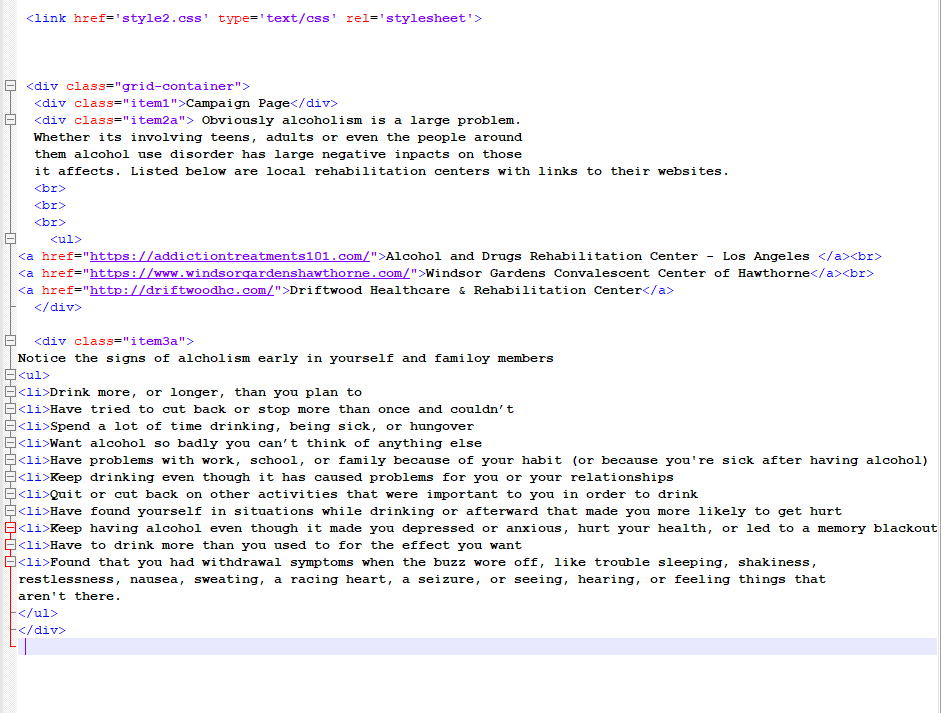 <link href='style2.css' type='text/css' rel='stylesheet'>
<div class="grid-container">
<div class="item1">Campaign Page</div>
<div class="item2a"> Obviously alcoholism is a large problem.
Whether its involving teens, adults or even the people around
them alcohol use disorder has large negative inpacts on those
it affects. Listed below are local rehabilitation centers with links to their websites.
<br>
<br>
<br>
<ul>
<a href="https://addictiontreatments101.com/">Alcohol and Drugs Rehabilitation Center - Los Angeles </a><br>
<a href="https://www.windsorgardenshawthorne.com/">Windsor Gardens Convalescent Center of Hawthorne</a><br>
<a href="http://driftwoodhc.com/">Driftwood Healthcare & Rehabilitation Center</a>
</div>
<div class="item3a">
Notice the signs of alcholism early in yourself and familoy members
<ul>
<li>Drink more, or longer, than you plan to
<li>Have tried to cut back or stop more than once and couldn’t
<li>Spend a lot of time drinking, being sick, or hungover
<li>Want alcohol so badly you can’t think of anything else
<li>Have problems with work, school, or family because of your habit (or because you're sick after having alcohol)
<li>Keep drinking even though it has caused problems for you or your relationships
<li>Quit or cut back on other activities that were important to you in order to drink
<li>Have found yourself in situations while drinking or afterward that made you more likely to get hurt
<li>Keep having alcohol even though it made you depressed or anxious, hurt your health, or led to a memory blackout
<li>Have to drink more than you used to for the effect you want
<li>Found that you had withdrawal symptoms when the buzz wore off, like trouble sleeping, shakiness,
restlessness, nausea, sweating, a racing heart, a seizure, or seeing, hearing, or feeling things that
aren't there.
</ul>
</div>